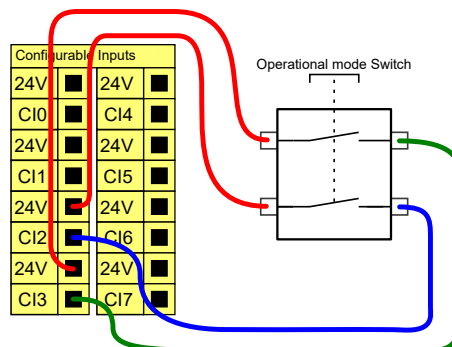 Configurable Inputs
Operational mode Switch
24V 24V
CI0 CI4
24V 24V
CI1 CI5
24V 24V
CI2 CI6
24V 24V
CI3 CI7